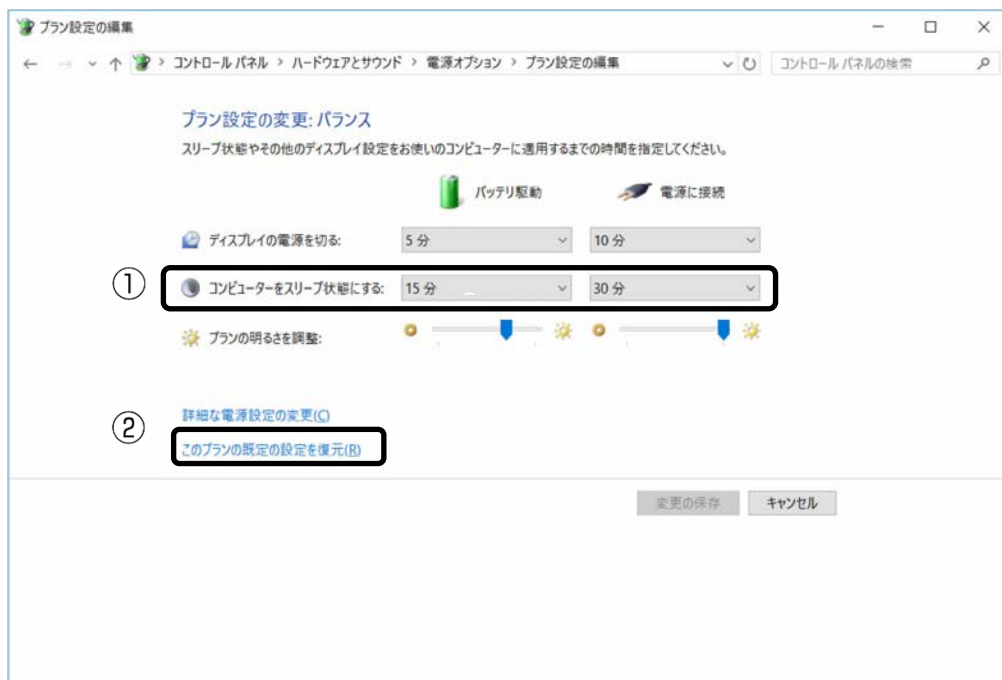 プラン設定の編集
コントロール パネル > ハードウェアとサウンド > 電源オプション > プラン設定の編集
コントロール パネルの検索
プラン設定の変更: バランス
スリープ状態やその他のディスプレイ設定をお使いのコンピューターに適用するまでの時間を指定してください。
バッテリ駆動 電源に接続
ディスプレイの電源を切る: 5 分 10 分
① コンピューターをスリープ状態にする: 15 分 30 分
プランの明るさを調整:
詳細な電源設定の変更(C)
② このプランの既定の設定を復元(R)
変更の保存 キャンセル